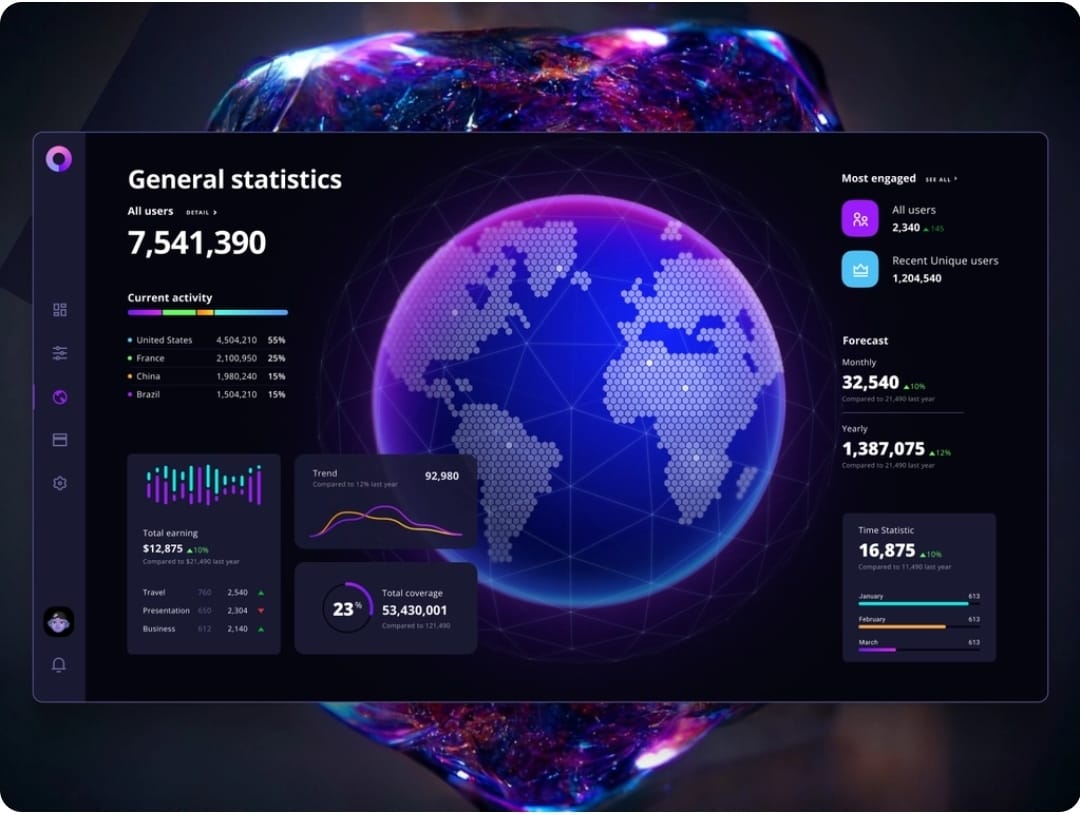 General statistics
All users DETAIL >
7,541,390
Current activity
United States 4,504,210 55%
France 2,100,950 25%
China 1,980,240 15%
Brazil 1,504,210 15%
Total earning
$12,875 ▲10%
Compared to $21,490 last year
Travel 760 2,540 ▲
Presentation 650 2,304 ▼
Business 612 2,140 ▲
Trend 92,980
Compared to 12% last year
23%
Total coverage
53,430,001
Compared to 121,490
Most engaged SEE ALL >
All users
2,340 ▲145
Recent Unique users
1,204,540
Forecast
Monthly
32,540 ▲10%
Compared to 21,490 last year
Yearly
1,387,075 ▲12%
Compared to 21,490 last year
Time Statistic
16,875 ▲10%
Compared to 11,490 last year
January 613
February 613
March 613